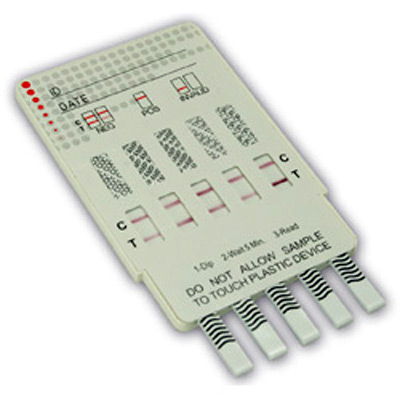 ID
DATE
C
T
NEG
POS
INVALID
C
T
1-Dip 2-Wait 5 Min. 3-Read
DO NOT ALLOW SAMPLE
TO TOUCH PLASTIC DEVICE